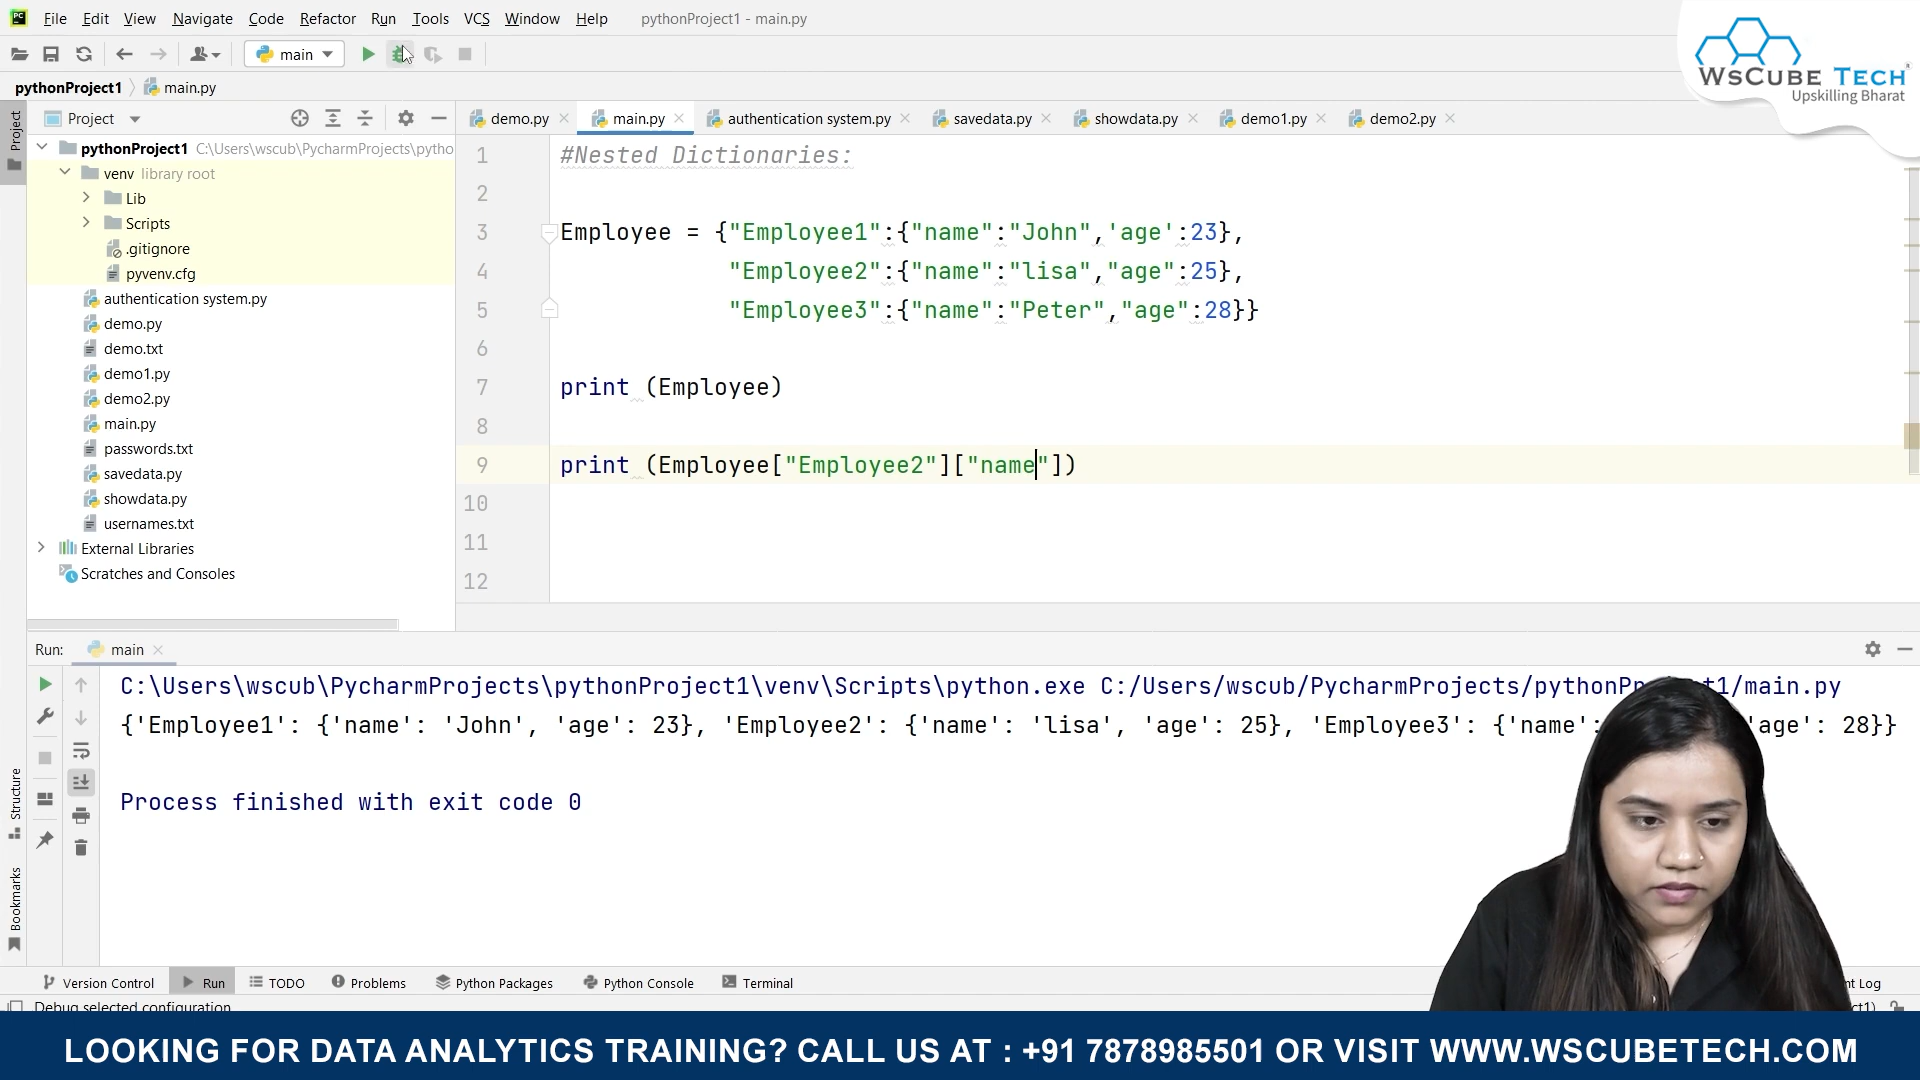 File Edit View Navigate Code Refactor Run Tools VCS Window Help pythonProject1 - main.py
main
WsCube Tech
Upskilling Bharat
pythonProject1 main.py
Project
Project
demo.py main.py authentication system.py savedata.py showdata.py demo1.py demo2.py
pythonProject1 C:\Users\wscub\PycharmProjects\pytho
venv library root
Lib
Scripts
.gitignore
pyvenv.cfg
authentication system.py
demo.py
demo.txt
demo1.py
demo2.py
main.py
passwords.txt
savedata.py
showdata.py
usernames.txt
External Libraries
Scratches and Consoles
1 #Nested Dictionaries:
2
3 Employee = {"Employee1":{"name":"John",'age':23},
4 "Employee2":{"name":"lisa","age":25},
5 "Employee3":{"name":"Peter","age":28}}
6
7 print (Employee)
8
9 print (Employee["Employee2"]["name"])
10
11
12
Run: main
C:\Users\wscub\PycharmProjects\pythonProject1\venv\Scripts\python.exe C:/Users/wscub/PycharmProjects/pythonProject1/main.py
{'Employee1': {'name': 'John', 'age': 23}, 'Employee2': {'name': 'lisa', 'age': 25}, 'Employee3': {'name': 'age': 28}}
Process finished with exit code 0
Structure
Bookmarks
Version Control Run TODO Problems Python Packages Python Console Terminal Log
Debug selected configuration
LOOKING FOR DATA ANALYTICS TRAINING? CALL US AT : +91 7878985501 OR VISIT WWW.WSCUBETECH.COM